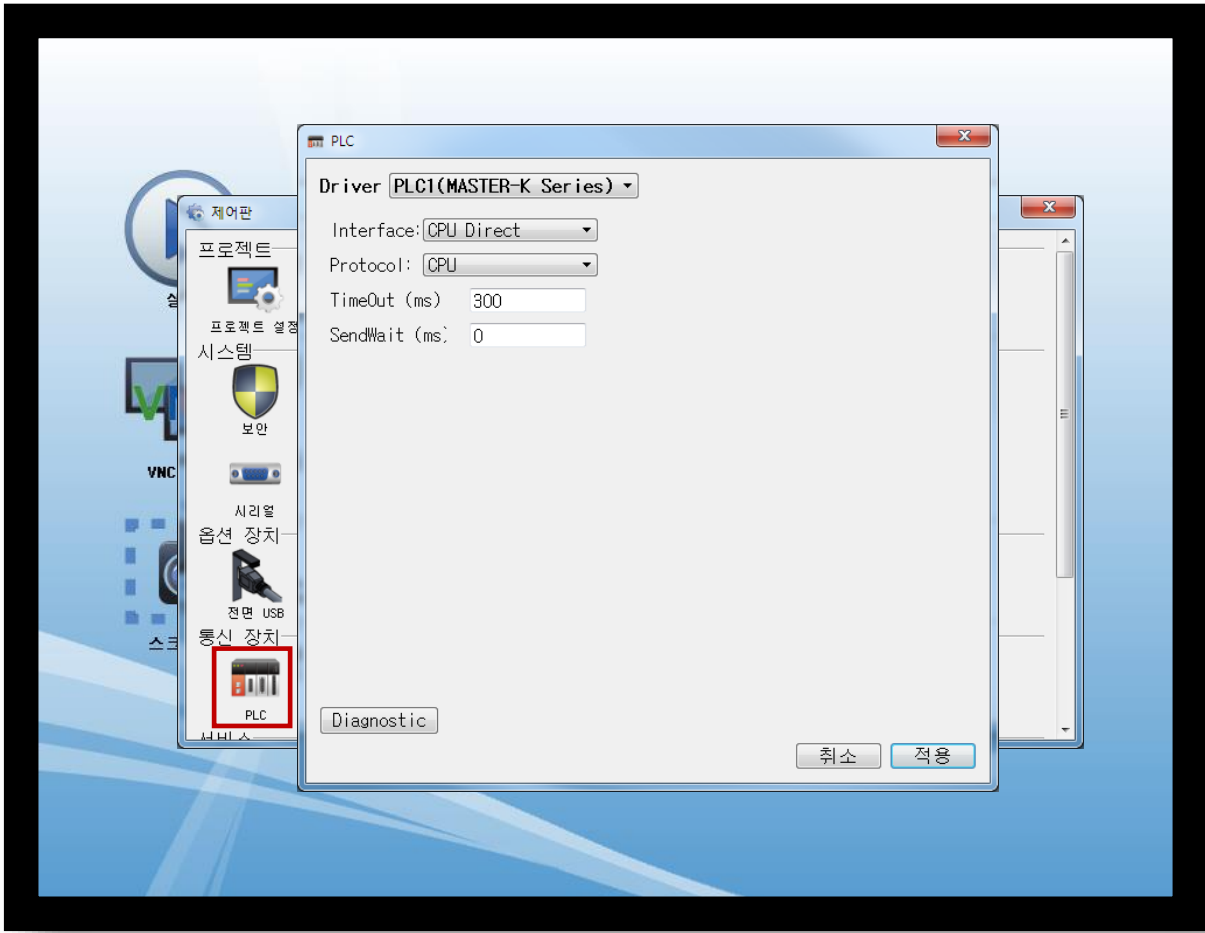 PLC
Driver PLC1(MASTER-K Series)
Interface: CPU Direct
Protocol: CPU
TimeOut (ms) 300
SendWait (ms) 0
Diagnostic
취소 적용
제어판
프로젝트
프로젝트 설정
시스템
보안
시리얼
옵션 장치
전면 USB
통신 장치
PLC
VNC